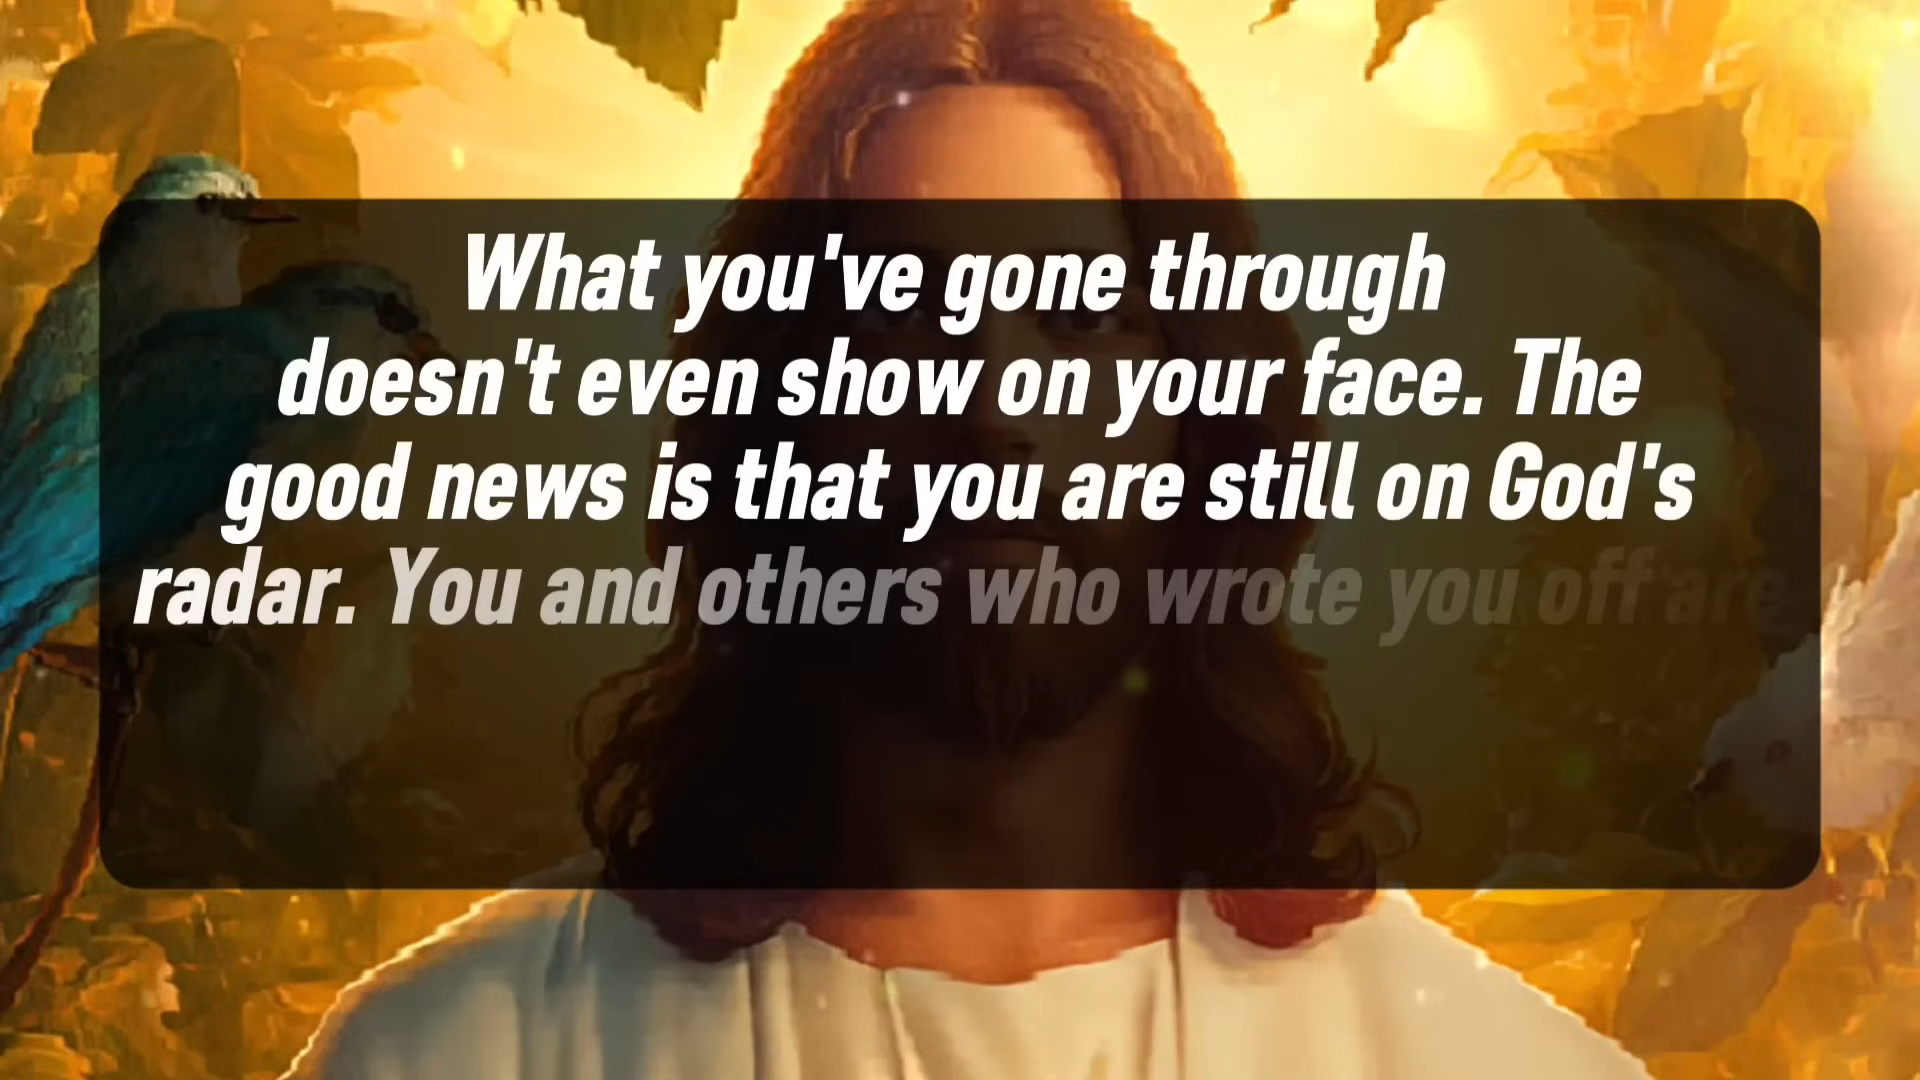 What you've gone through
doesn't even show on your face. The
good news is that you are still on God's
radar. You and others who wrote you off are